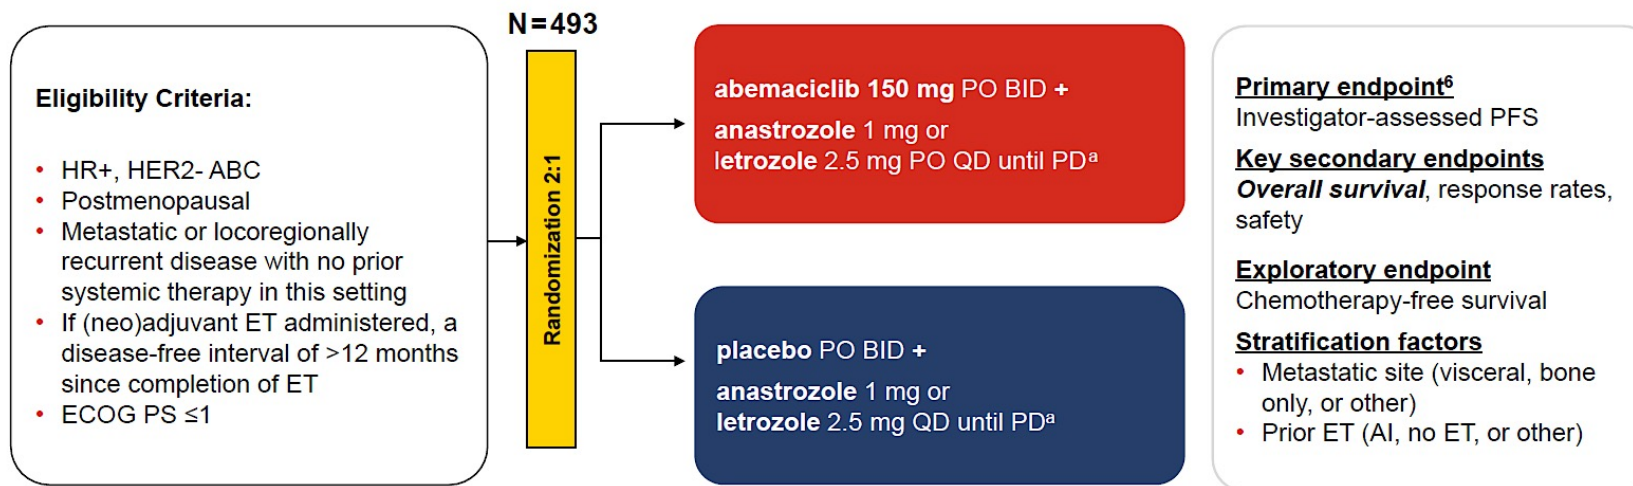 N=493
Eligibility Criteria:
• HR+, HER2- ABC
• Postmenopausal
• Metastatic or locoregionally
recurrent disease with no prior
systemic therapy in this setting
• If (neo)adjuvant ET administered, a
disease-free interval of >12 months
since completion of ET
• ECOG PS ≤1
Randomization 2:1
abemaciclib 150 mg PO BID +
anastrozole 1 mg or
letrozole 2.5 mg PO QD until PDᵃ
placebo PO BID +
anastrozole 1 mg or
letrozole 2.5 mg QD until PDᵃ
Primary endpoint⁶
Investigator-assessed PFS
Key secondary endpoints
Overall survival, response rates,
safety
Exploratory endpoint
Chemotherapy-free survival
Stratification factors
• Metastatic site (visceral, bone
only, or other)
• Prior ET (AI, no ET, or other)